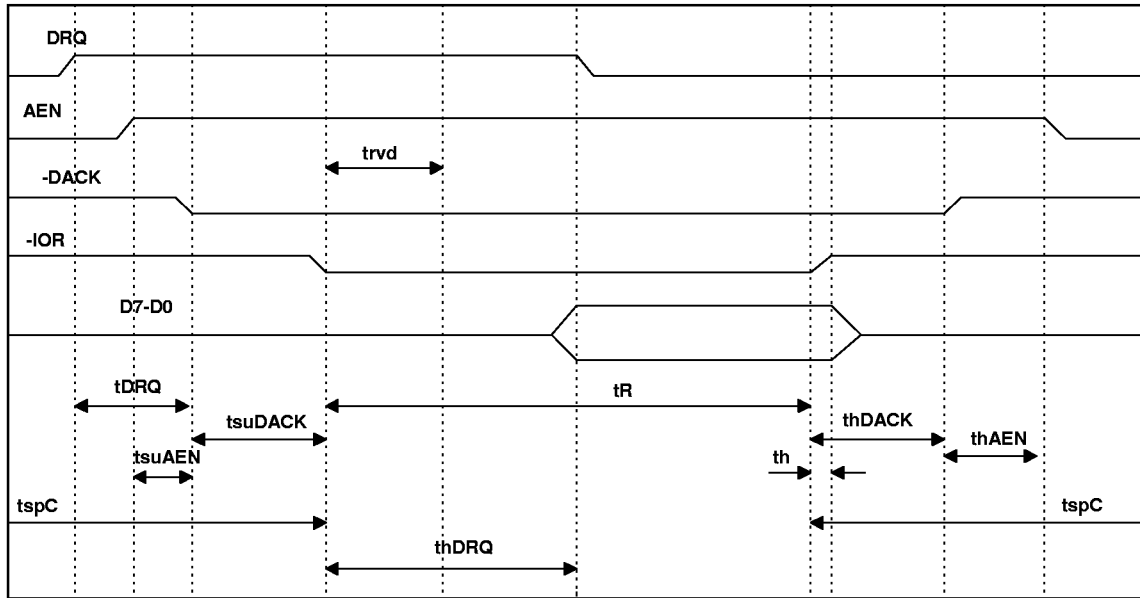 DRQ
AEN
trvd
-DACK
-IOR
D7-D0
tDRQ
tR
tsuDACK
thDACK
tsuAEN
th
thAEN
tspC
tspC
thDRQ